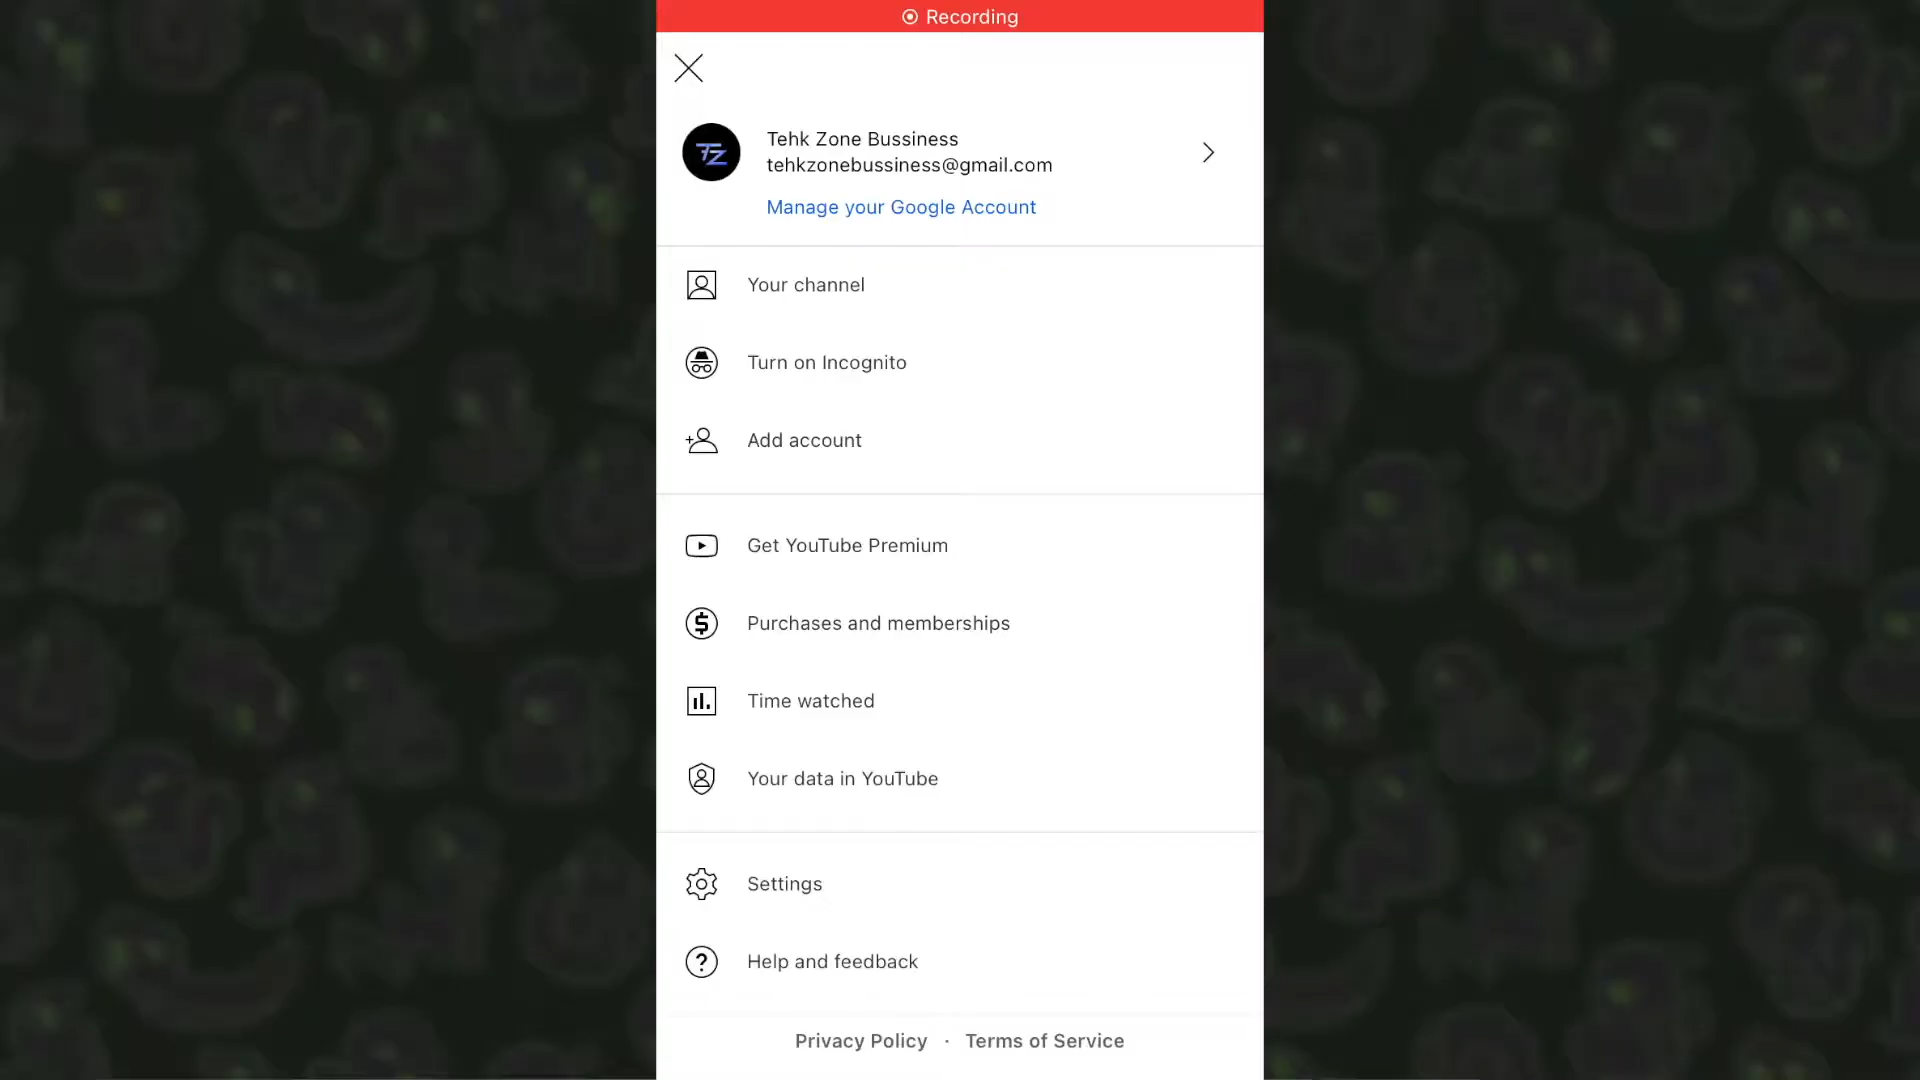 Recording
Tehk Zone Bussiness
TZ
tehkzonebussiness@gmail.com
Manage your Google Account
Your channel
Turn on Incognito
Add account
Get YouTube Premium
Purchases and memberships
Time watched
Your data in YouTube
Settings
Help and feedback
Privacy Policy · Terms of Service